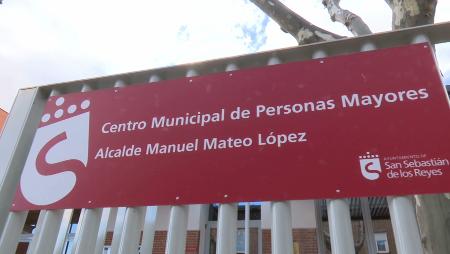 Centro Municipal de Personas Mayores
Alcalde Manuel Mateo López
AYUNTAMIENTO DE
San Sebastián
de los Reyes